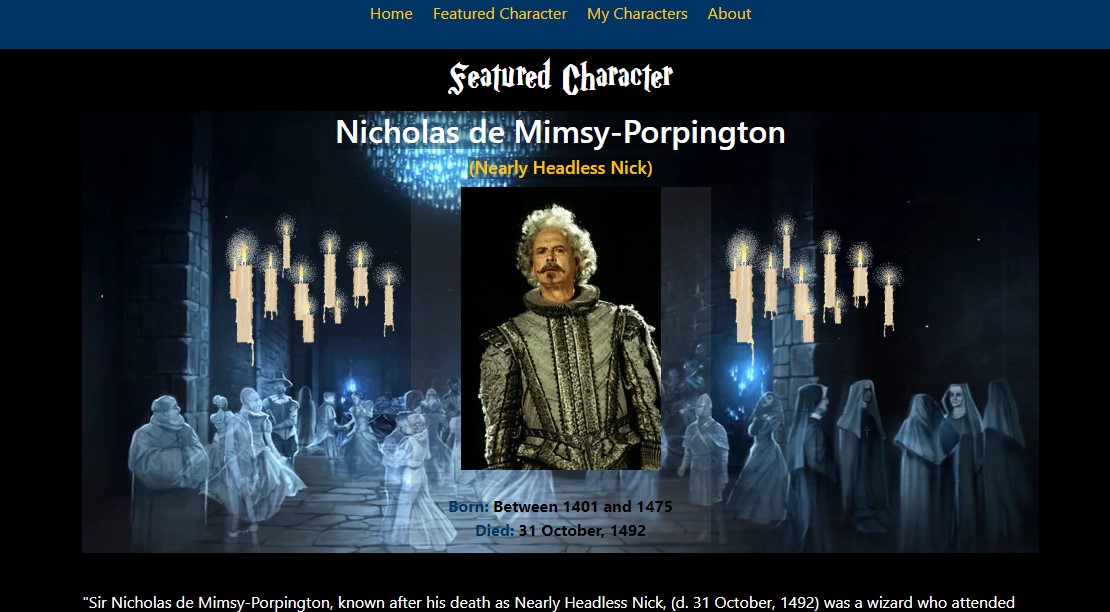 Home Featured Character My Characters About
Featured Character
Nicholas de Mimsy-Porpington
(Nearly Headless Nick)
Born: Between 1401 and 1475
Died: 31 October, 1492
"Sir Nicholas de Mimsy-Porpington, known after his death as Nearly Headless Nick, (d. 31 October, 1492) was a wizard who attended